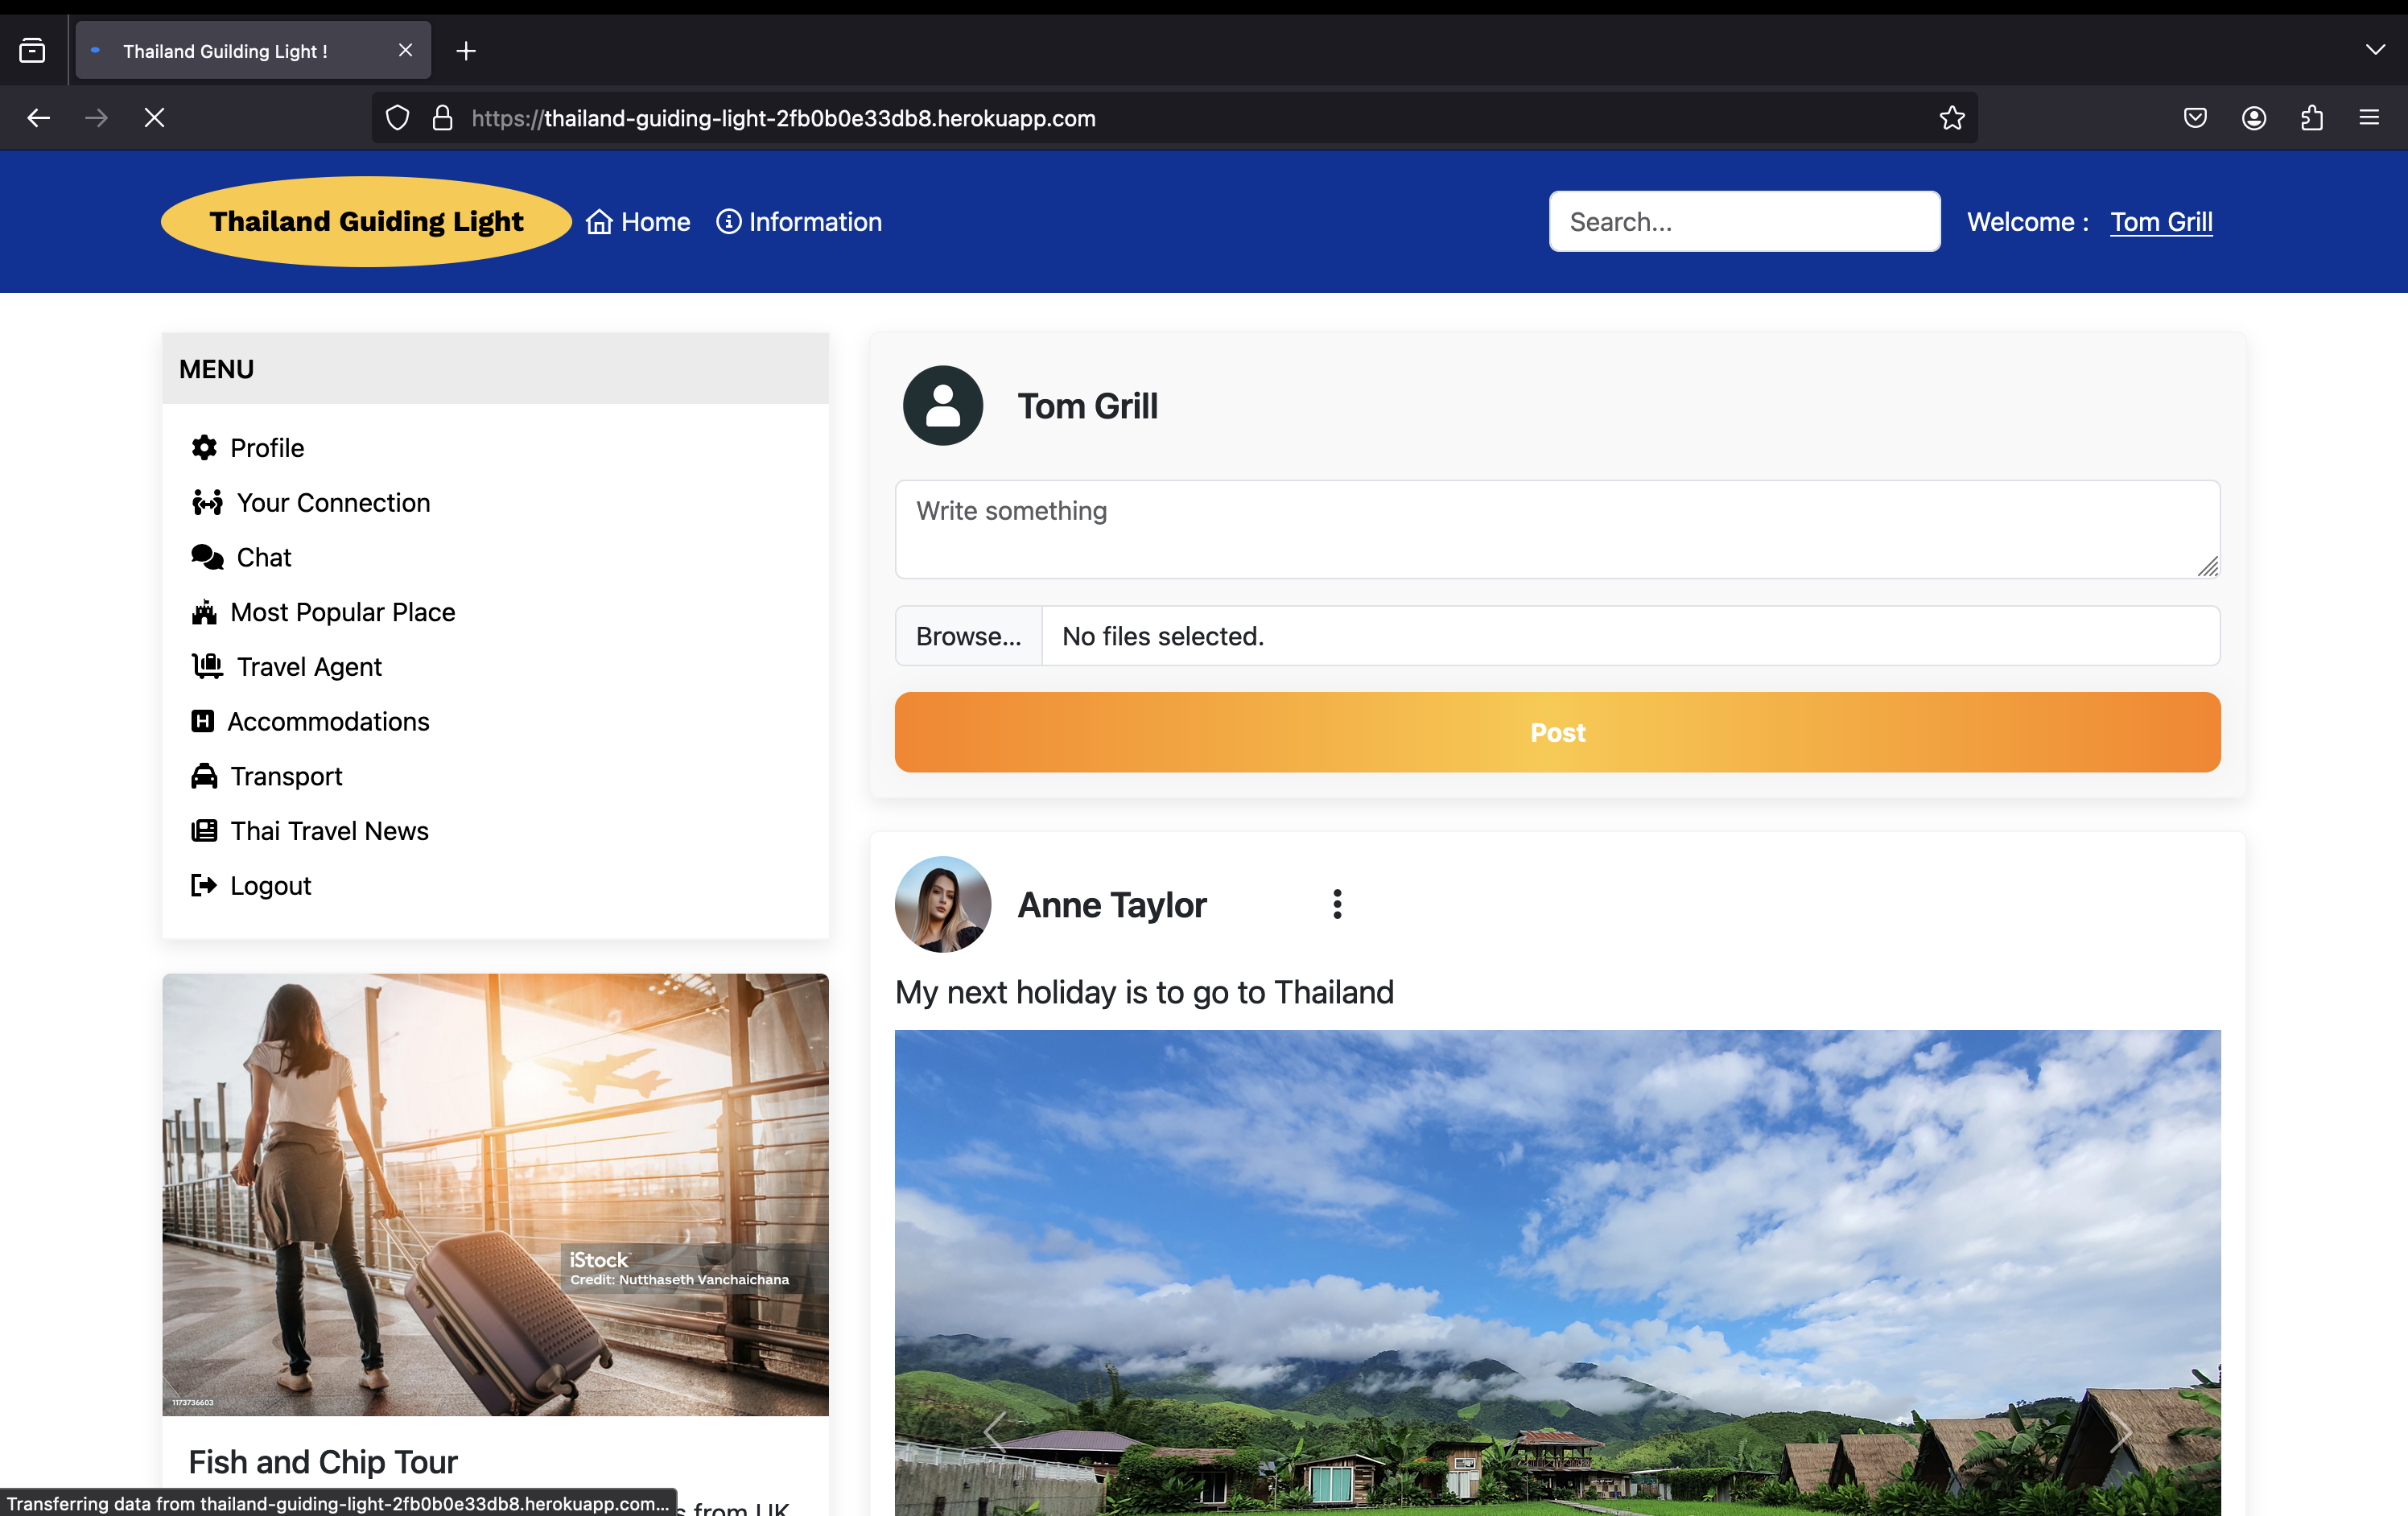 Thailand Guilding Light !
https://thailand-guiding-light-2fb0b0e33db8.herokuapp.com
Thailand Guiding Light
Home
Information
Search...
Welcome : Tom Grill
MENU
Profile
Your Connection
Chat
Most Popular Place
Travel Agent
Accommodations
Transport
Thai Travel News
Logout
iStock
Credit: Nutthaseth Vanchaichana
1173736603
Fish and Chip Tour
s from UK
Transferring data from thailand-guiding-light-2fb0b0e33db8.herokuapp.com...
Tom Grill
Write something
Browse... No files selected.
Post
Anne Taylor
My next holiday is to go to Thailand